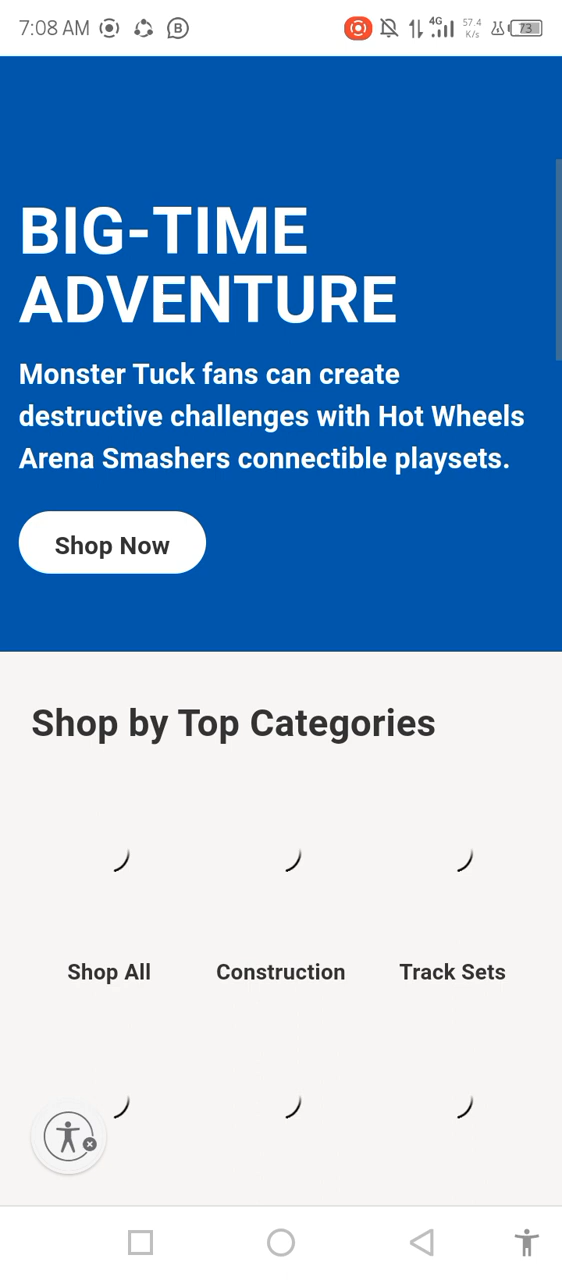 7:08 AM
4G
57.4
K/s
73
BIG-TIME
ADVENTURE
Monster Tuck fans can create
destructive challenges with Hot Wheels
Arena Smashers connectible playsets.
Shop Now
Shop by Top Categories
Shop All
Construction
Track Sets